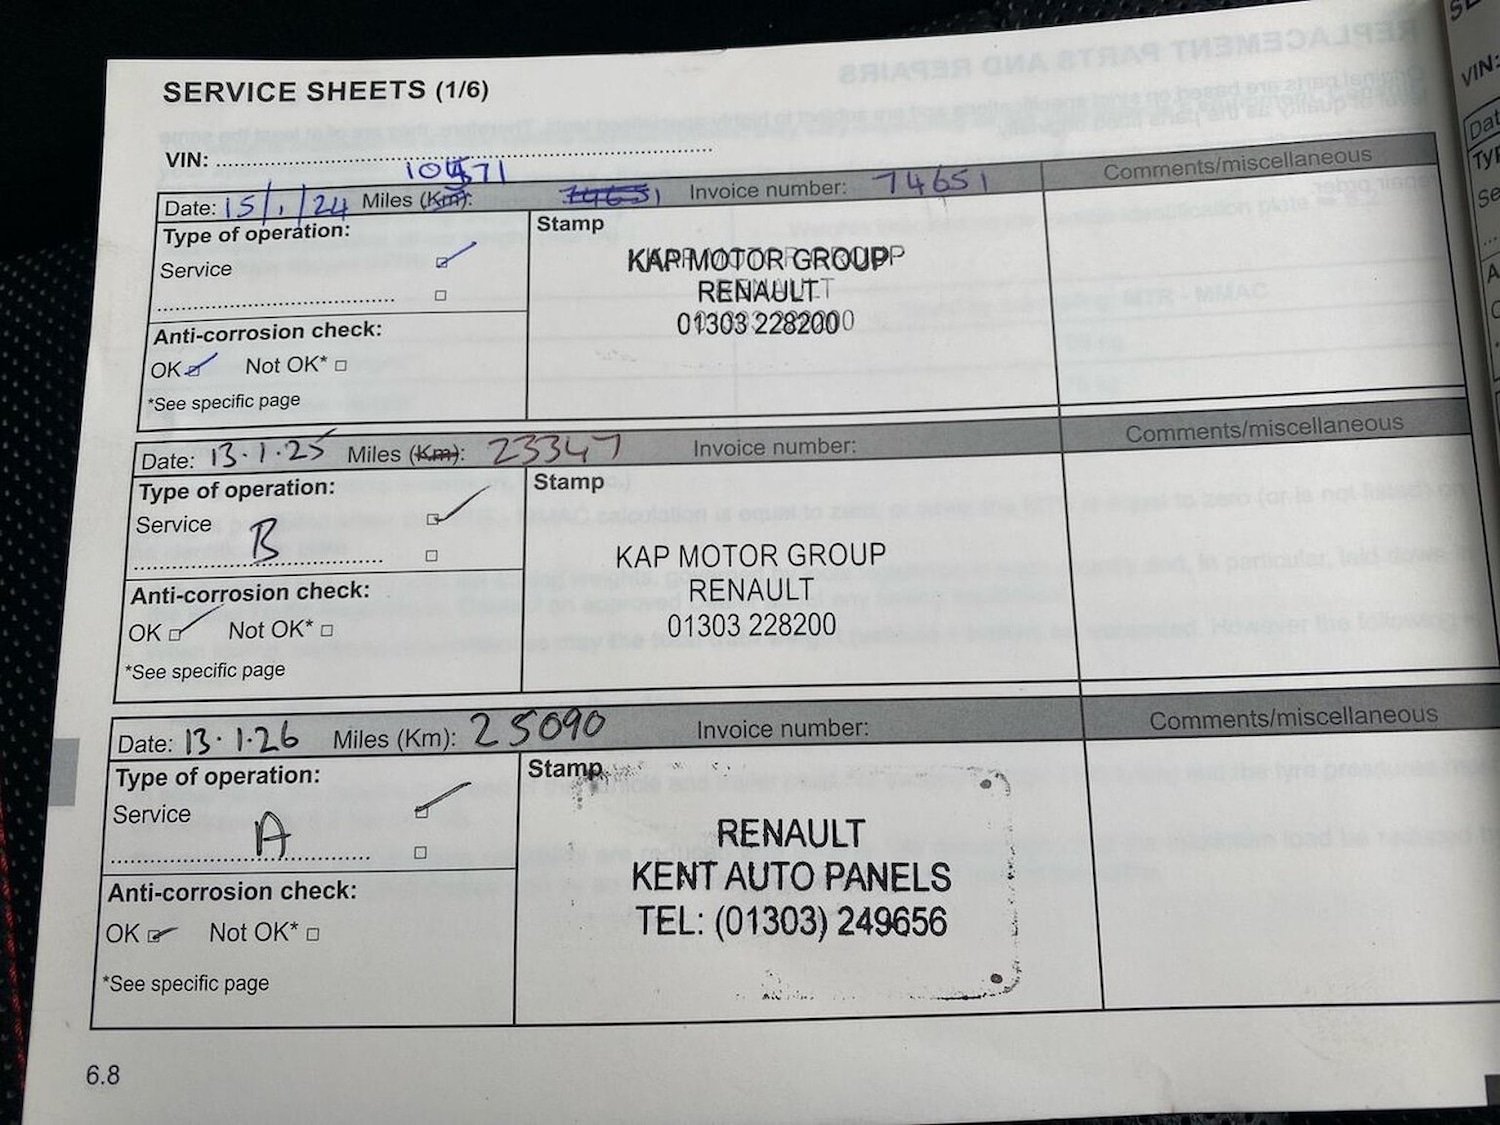 SERVICE SHEETS (1/6)
VIN:
Date: 15/1/24 Miles (Km): 74651 Invoice number: 74651 Comments/miscellaneous
Type of operation:
Service
Stamp
KAP MOTOR GROUP
RENAULT
01303 228200
Anti-corrosion check:
OK Not OK*
*See specific page
Date: 13.1.25 Miles (Km): 23347 Invoice number: Comments/miscellaneous
Type of operation:
Service
B
Stamp
KAP MOTOR GROUP
RENAULT
01303 228200
Anti-corrosion check:
OK Not OK*
*See specific page
Date: 13.1.26 Miles (Km): 25090 Invoice number: Comments/miscellaneous
Type of operation:
Service
A
Stamp
RENAULT
KENT AUTO PANELS
TEL: (01303) 249656
Anti-corrosion check:
OK Not OK*
*See specific page
6.8
VIN: